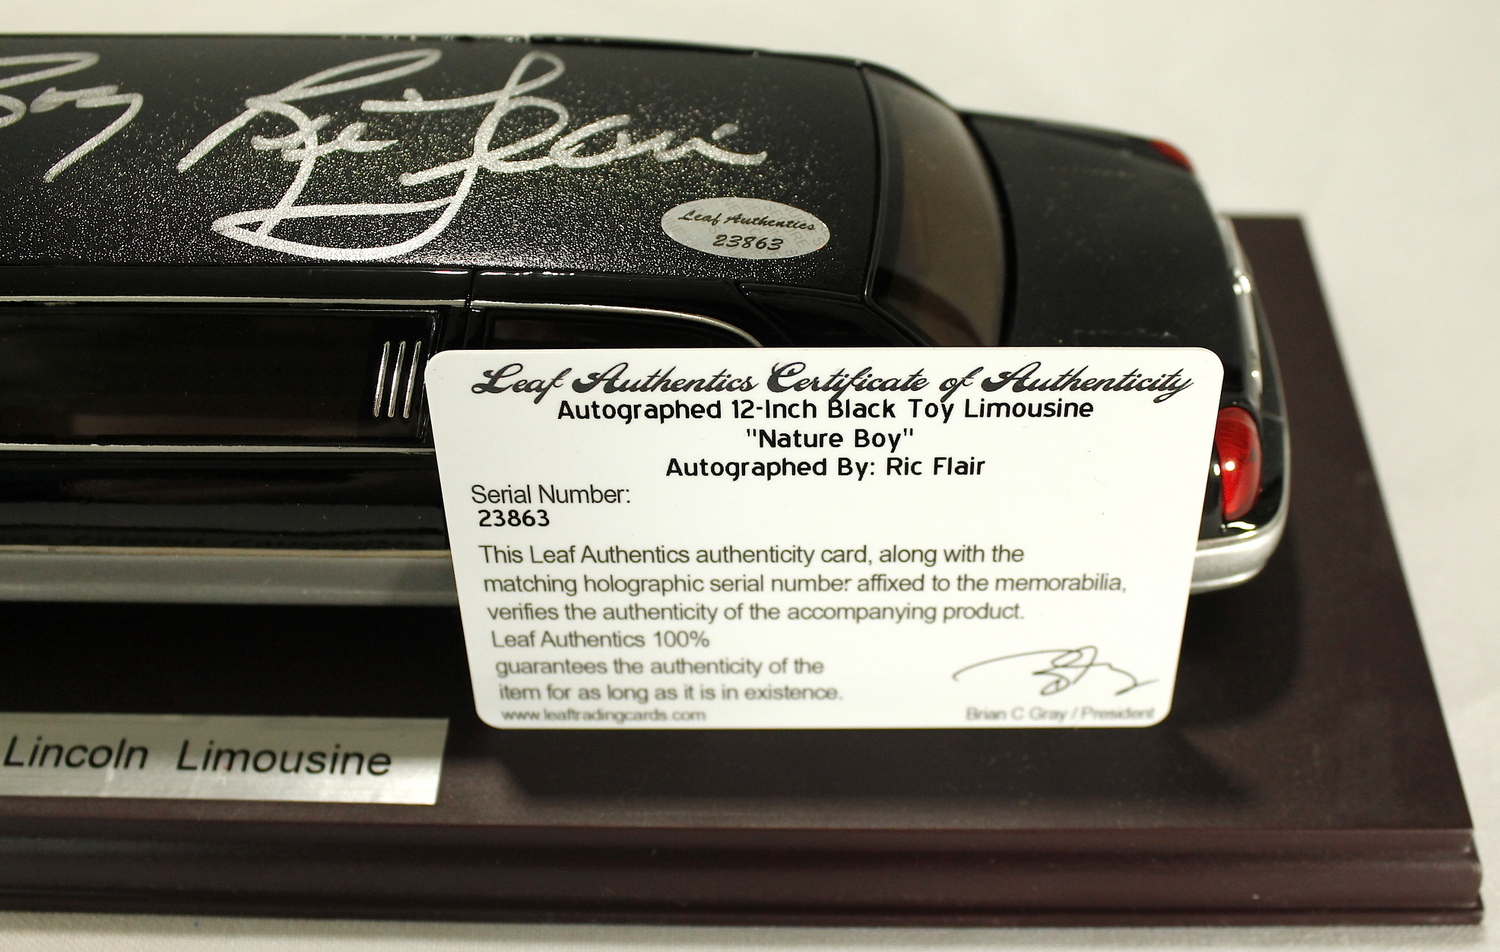 Boy Ric Flair
Leaf Authentics
23863
Leaf Authentics Certificate of Authenticity
Autographed 12-Inch Black Toy Limousine
"Nature Boy"
Autographed By: Ric Flair
Serial Number:
23863
This Leaf Authentics authenticity card, along with the
matching holographic serial number affixed to the memorabilia,
verifies the authenticity of the accompanying product.
Leaf Authentics 100%
guarantees the authenticity of the
item for as long as it is in existence.
www.leaftradingcards.com
Brian C Gray / President
Lincoln Limousine